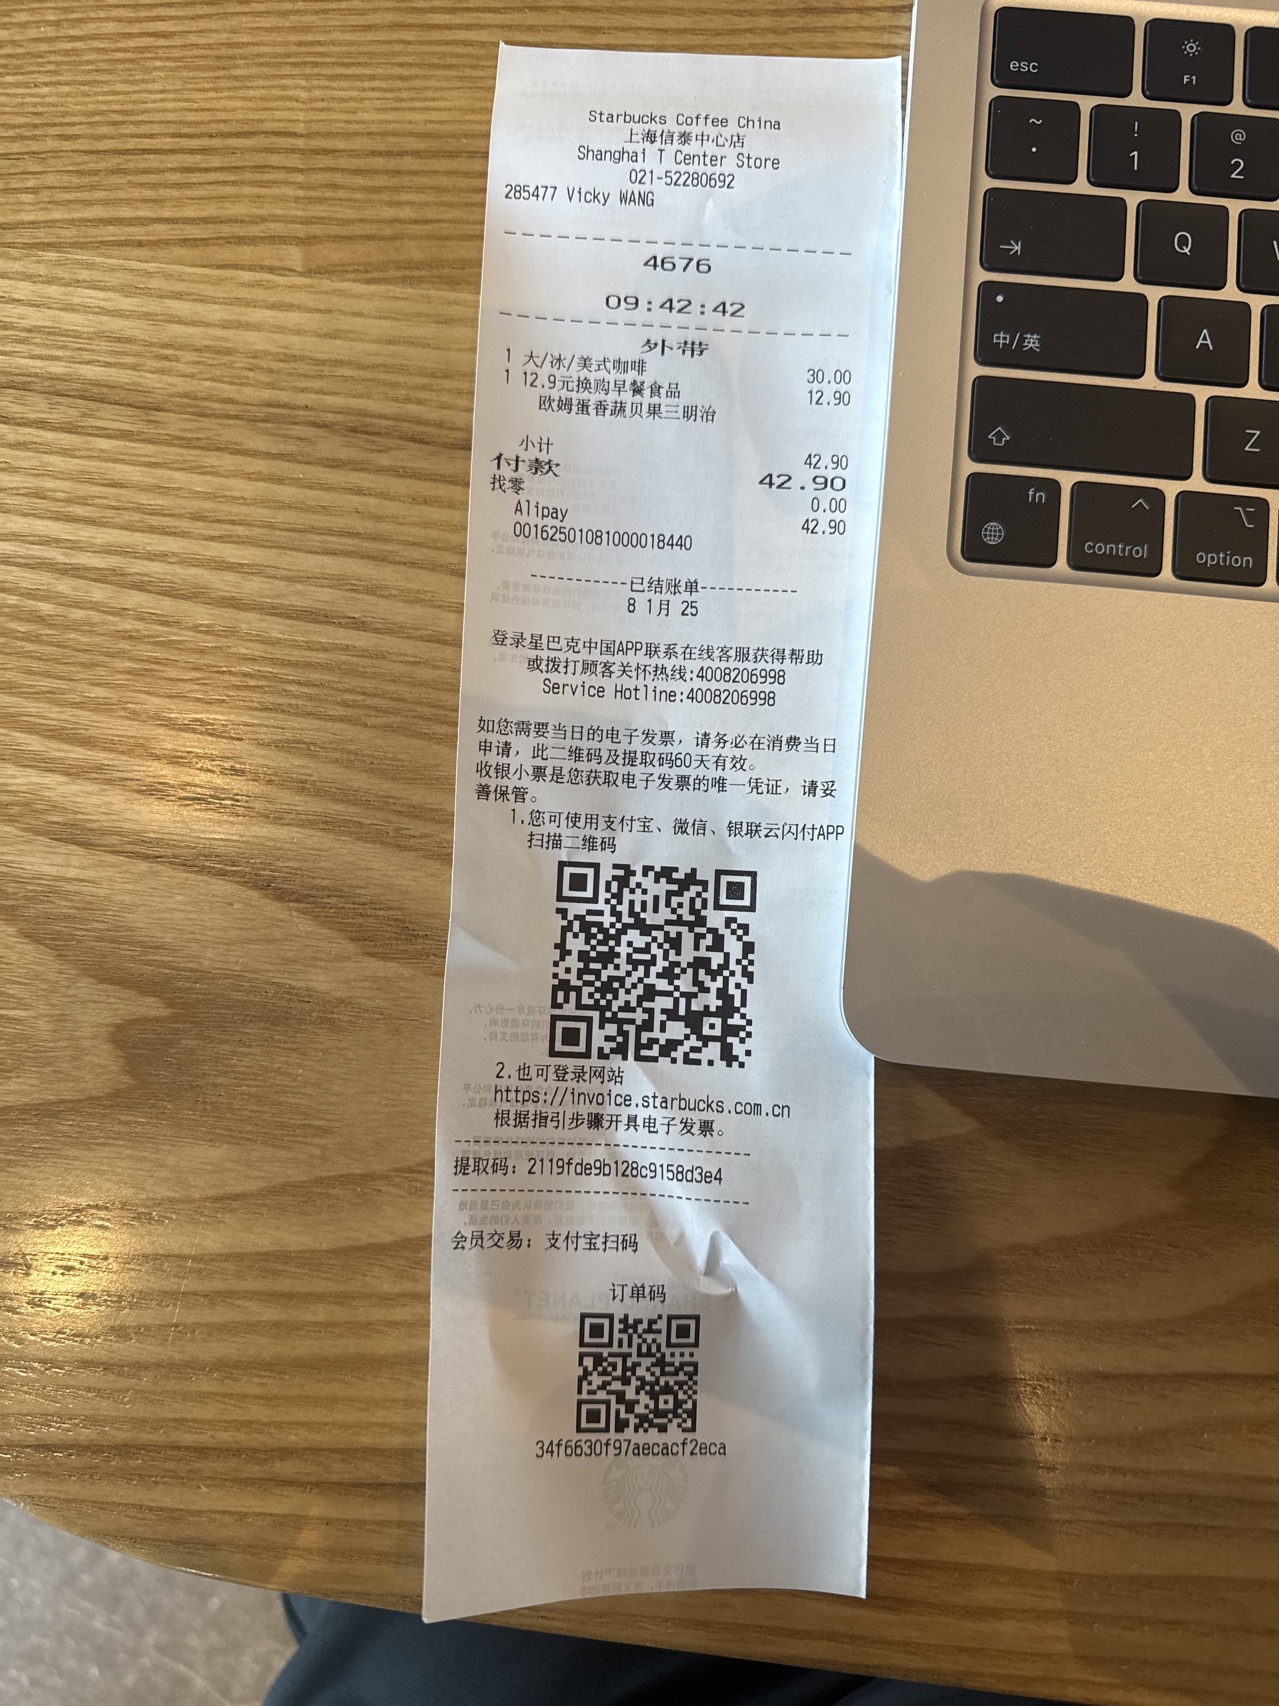 Starbucks Coffee China
上海信泰中心店
Shanghai T Center Store
021-52280692
285477 Vicky WANG
4676
09:42:42
外带
1 大/冰/美式咖啡 30.00
1 12.9元换购早餐食品 12.90
欧姆蛋香蔬贝果三明治
小计 42.90
付款 42.90
找零 0.00
Alipay 42.90
00162501081000018440
-----------已结账单-----------
8 1月 25
登录星巴克中国APP联系在线客服获得帮助
或拨打顾客关怀热线:4008206998
Service Hotline:4008206998
如您需要当日的电子发票，请务必在消费当日
申请，此二维码及提取码60天有效。
收银小票是您获取电子发票的唯一凭证，请妥
善保管。
1.您可使用支付宝、微信、银联云闪付APP
扫描二维码
2.也可登录网站
https://invoice.starbucks.com.cn
根据指引步骤开具电子发票。
提取码：2119fde9b128c9158d3e4
会员交易：支付宝扫码
订单码
34f6630f97aecacf2eca
esc
F1
~
!
1
@
2
Q
中/英
A
Z
fn
control
option